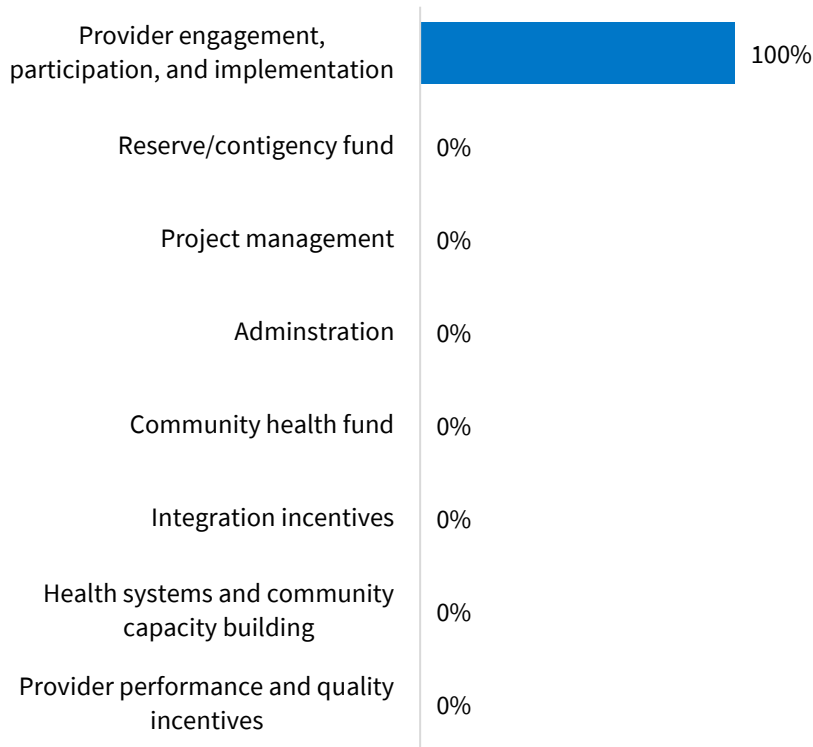 Provider engagement,
participation, and implementation
100%
Reserve/contigency fund
0%
Project management
0%
Adminstration
0%
Community health fund
0%
Integration incentives
0%
Health systems and community
capacity building
0%
Provider performance and quality
incentives
0%